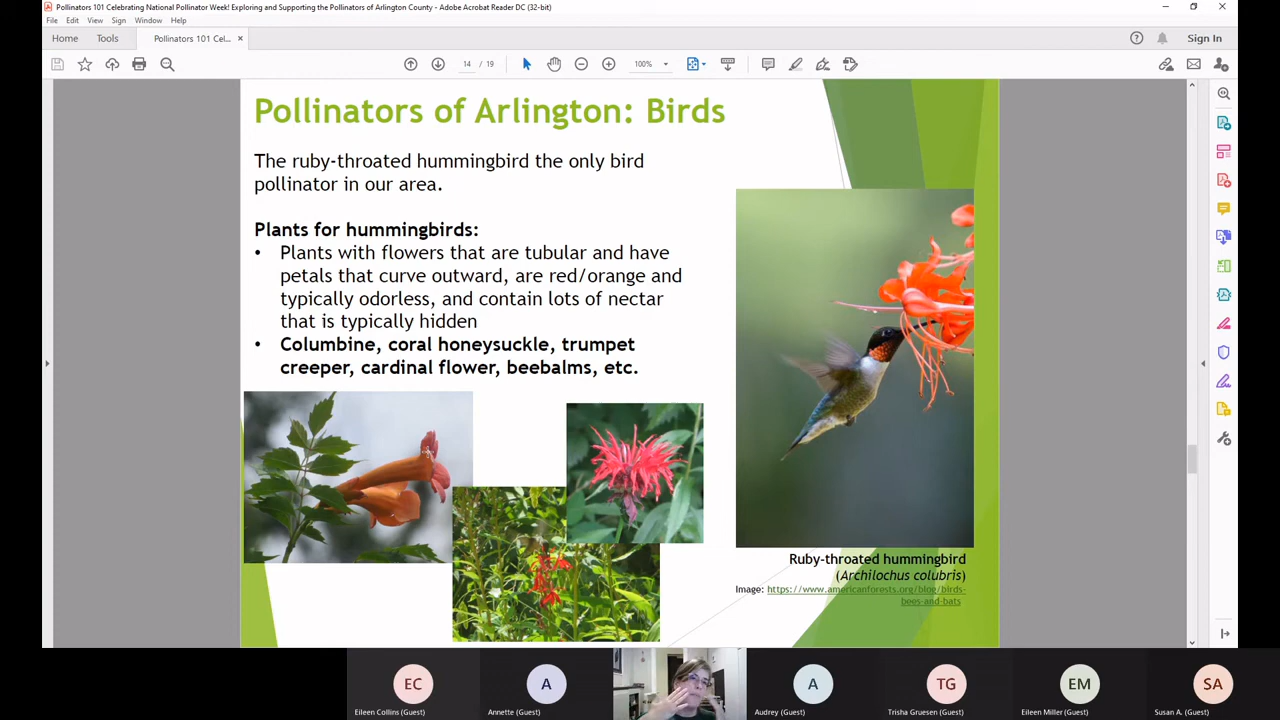 Pollinators 101 Celebrating National Pollinator Week! Exploring and Supporting the Pollinators of Arlington County - Adobe Acrobat Reader DC (32-bit)
File Edit View Sign Window Help
Home Tools Pollinators 101 Cel... × Sign In
14 / 19 100%
Pollinators of Arlington: Birds
The ruby-throated hummingbird the only bird
pollinator in our area.
Plants for hummingbirds:
• Plants with flowers that are tubular and have
petals that curve outward, are red/orange and
typically odorless, and contain lots of nectar
that is typically hidden
• Columbine, coral honeysuckle, trumpet
creeper, cardinal flower, beebalms, etc.
Ruby-throated hummingbird
(Archilochus colubris)
Image: https://www.americanforests.org/blog/birds-
bees-and-bats
EC A A TG EM SA
Eileen Collins (Guest) Annette (Guest) Audrey (Guest) Trisha Gruesen (Guest) Eileen Miller (Guest) Susan A. (Guest)